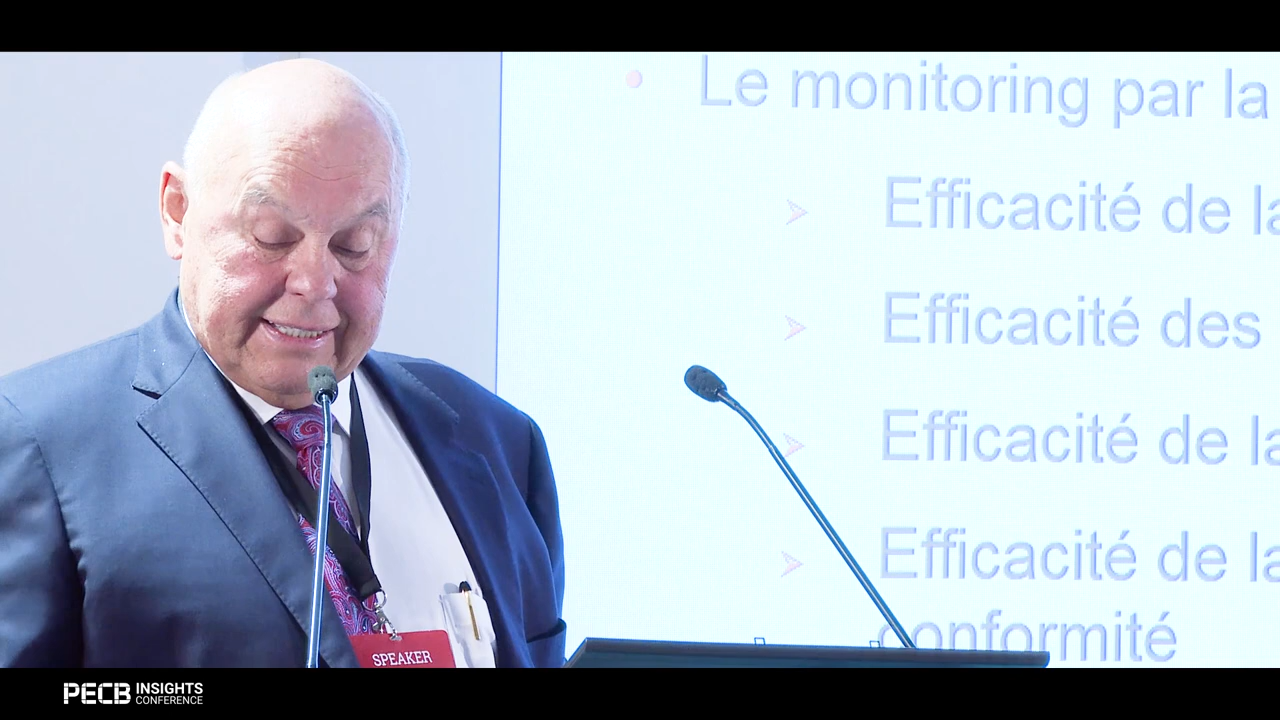 Le monitoring par la
Efficacité de la
Efficacité des
Efficacité de la
Efficacité de la
conformité
SPEAKER
PECB INSIGHTS
CONFERENCE